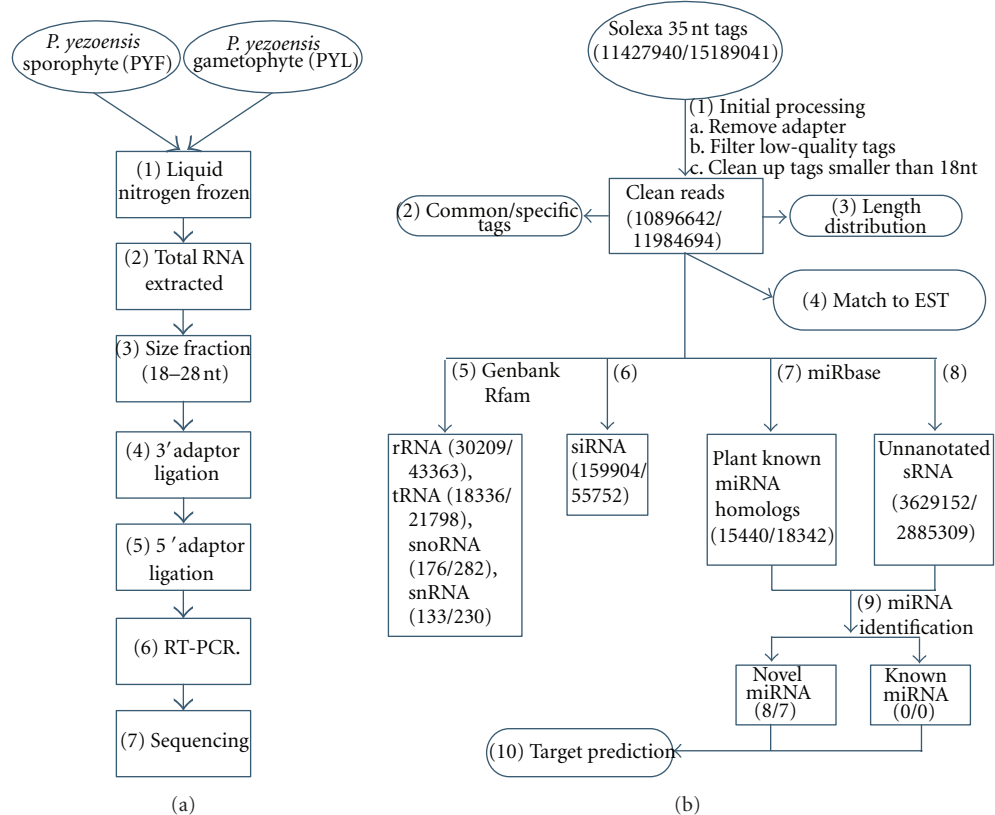 P. yezoensis
sporophyte (PYF)
P. yezoensis
gametophyte (PYL)
(1) Liquid
nitrogen frozen
(2) Total RNA
extracted
(3) Size fraction
(18–28 nt)
(4) 3′adaptor
ligation
(5) 5 ′adaptor
ligation
(6) RT-PCR.
(7) Sequencing
(a)
Solexa 35 nt tags
(11427940/15189041)
(1) Initial processing
a. Remove adapter
b. Filter low-quality tags
c. Clean up tags smaller than 18nt
Clean reads
(10896642/
11984694)
(2) Common/specific
tags
(3) Length
distribution
(4) Match to EST
(5) Genbank
Rfam
(6)
(7) miRbase
(8)
rRNA (30209/
43363),
tRNA (18336/
21798),
snoRNA
(176/282),
snRNA
(133/230)
siRNA
(159904/
55752)
Plant known
miRNA
homologs
(15440/18342)
Unnanotated
sRNA
(3629152/
2885309)
(9) miRNA
identification
Novel
miRNA
(8/7)
Known
miRNA
(0/0)
(10) Target prediction
(b)